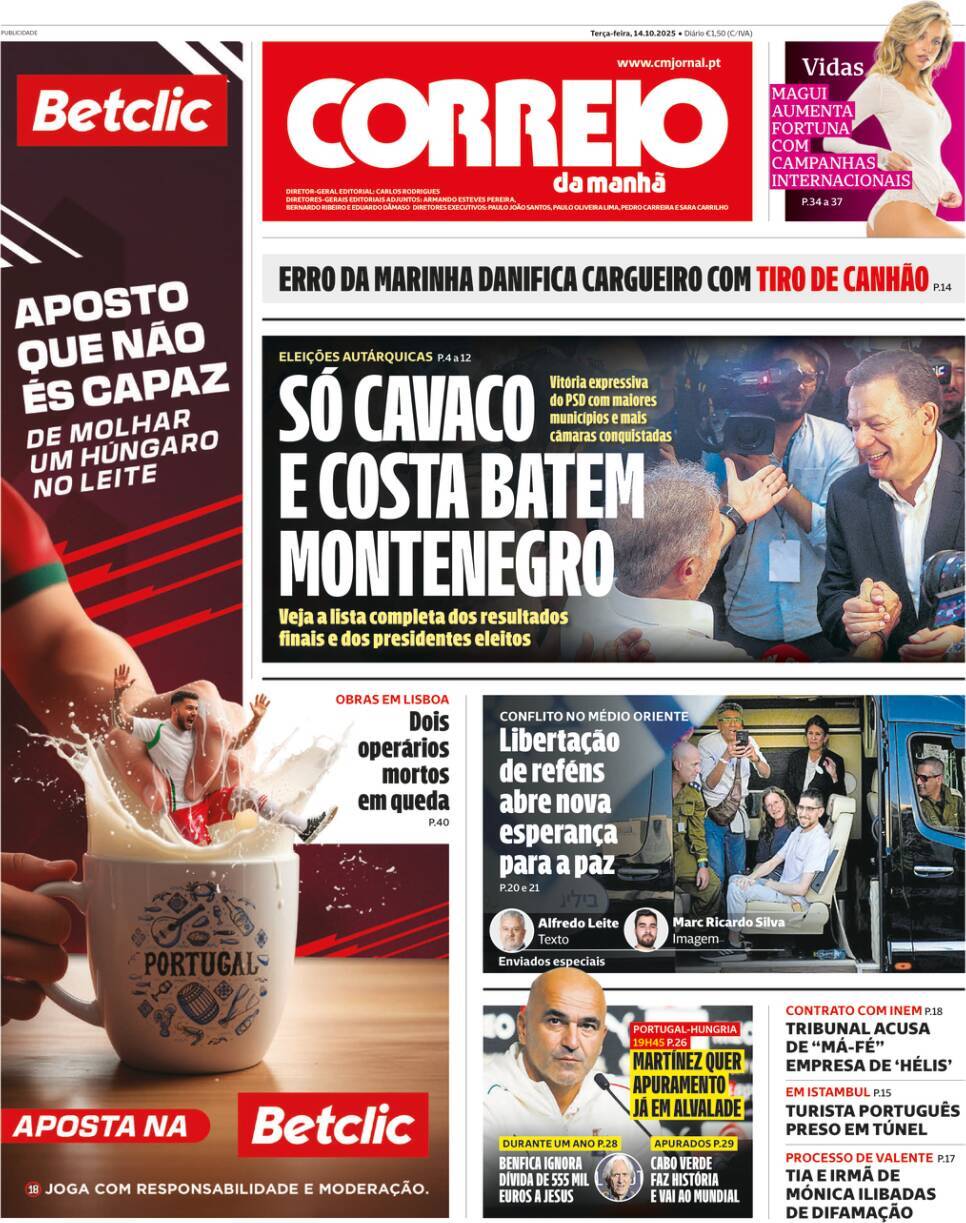 PUBLICIDADE
Terça-feira, 14.10.2025 • Diário €1,50 (C/IVA)
Betclic
APOSTO
QUE NÃO
ÉS CAPAZ
DE MOLHAR
UM HÚNGARO
NO LEITE
PORTUGAL
APOSTA NA
Betclic
18 JOGA COM RESPONSABILIDADE E MODERAÇÃO.
www.cmjornal.pt
CORREIO
da manhã
DIRETOR-GERAL EDITORIAL: CARLOS RODRIGUES
DIRETORES-GERAIS EDITORIAIS ADJUNTOS: ARMANDO ESTEVES PEREIRA,
BERNARDO RIBEIRO E EDUARDO DÂMASO DIRETORES EXECUTIVOS: PAULO JOÃO SANTOS, PAULO OLIVEIRA LIMA, PEDRO CARREIRA E SARA CARRILHO
Vidas
MAGUI
AUMENTA
FORTUNA
COM
CAMPANHAS
INTERNACIONAIS
P.34 a 37
ERRO DA MARINHA DANIFICA CARGUEIRO COM TIRO DE CANHÃO P.14
ELEIÇÕES AUTÁRQUICAS P.4 a 12
SÓ CAVACO
E COSTA BATEM
MONTENEGRO
Vitória expressiva
do PSD com maiores
municípios e mais
câmaras conquistadas
Veja a lista completa dos resultados
finais e dos presidentes eleitos
OBRAS EM LISBOA
Dois
operários
mortos
em queda
P.40
CONFLITO NO MÉDIO ORIENTE
Libertação
de reféns
abre nova
esperança
para a paz
P.20 e 21
Alfredo Leite
Texto
Marc Ricardo Silva
Imagem
Enviados especiais
PORTUGAL-HUNGRIA
19H45 P.26
MARTÍNEZ QUER
APURAMENTO
JÁ EM ALVALADE
DURANTE UM ANO P.28
BENFICA IGNORA
DÍVIDA DE 555 MIL
EUROS A JESUS
APURADOS P.29
CABO VERDE
FAZ HISTÓRIA
E VAI AO MUNDIAL
CONTRATO COM INEM P.18
TRIBUNAL ACUSA
DE “MÁ-FÉ”
EMPRESA DE ‘HÉLIS’
EM ISTAMBUL P.15
TURISTA PORTUGUÊS
PRESO EM TÚNEL
PROCESSO DE VALENTE P.17
TIA E IRMÃ DE
MÓNICA ILIBADAS
DE DIFAMAÇÃO